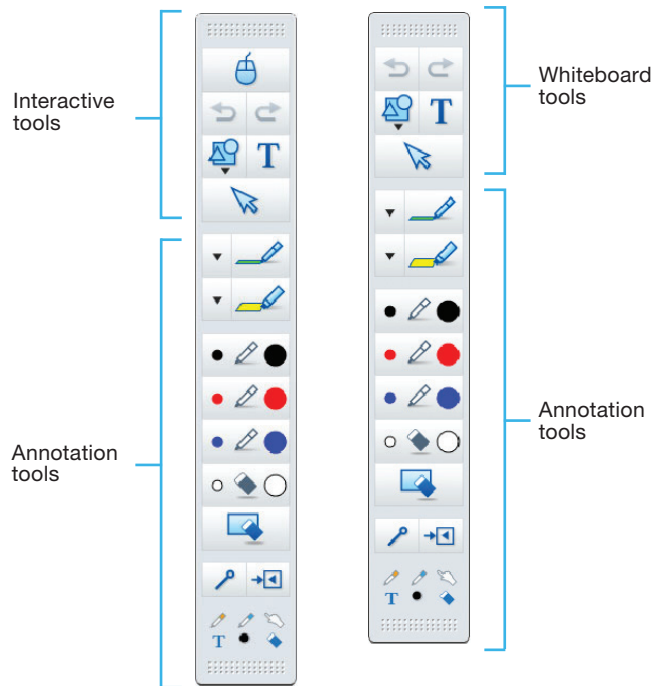 Interactive
tools
T
Annotation
tools
T
Whiteboard
tools
T
Annotation
tools
T